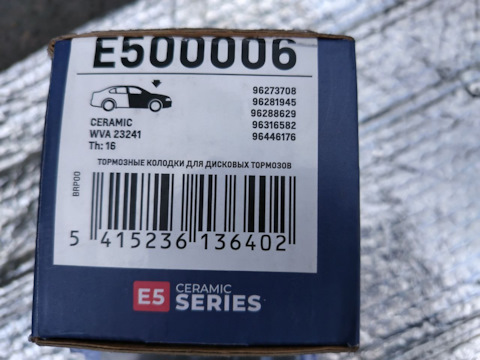 E500006
96273708
96281945
96288629
96316582
96446176
CERAMIC
WVA 23241
Th: 16
ТОРМОЗНЫЕ КОЛОДКИ ДЛЯ ДИСКОВЫХ ТОРМОЗОВ
BRP00
5 415236 136402
E5 CERAMIC SERIES